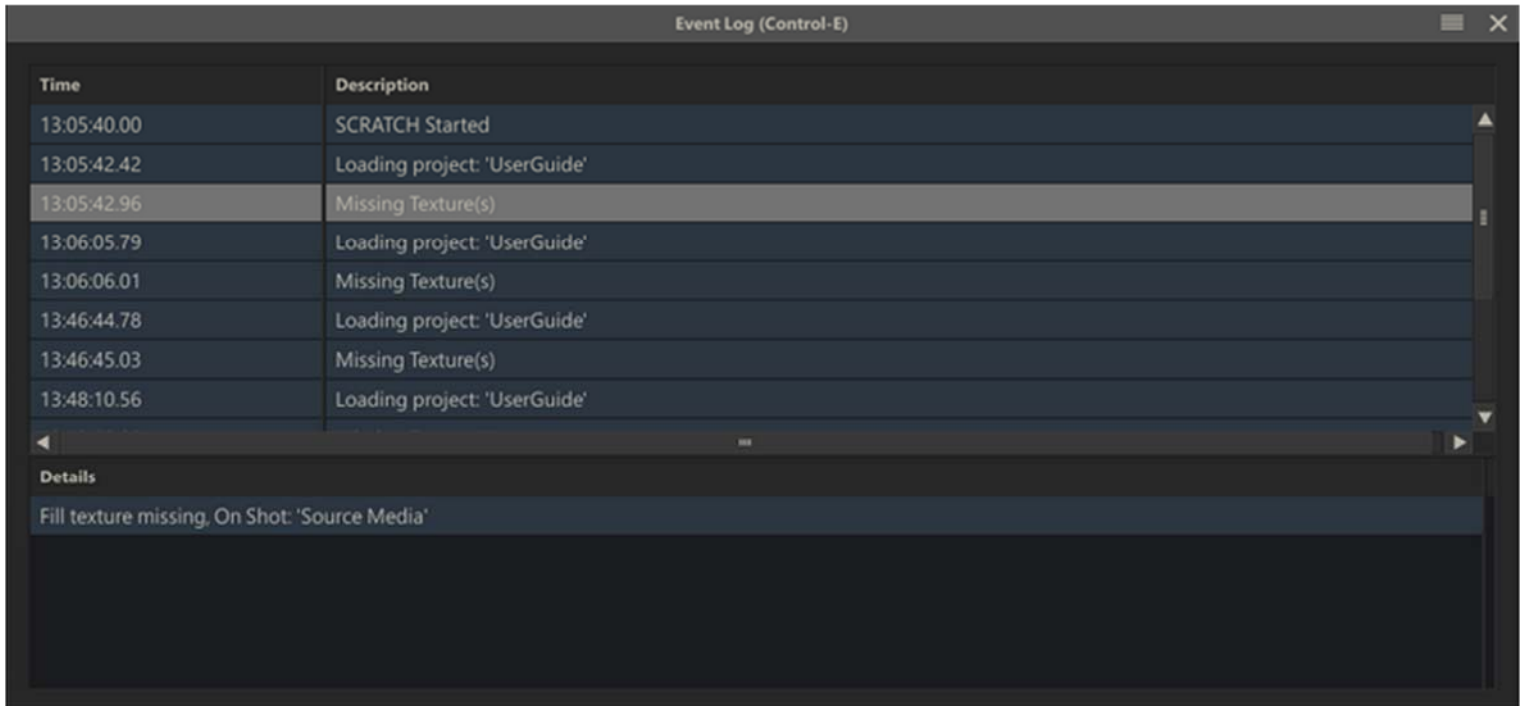 Event Log (Control-E)
Time Description
13:05:40.00 SCRATCH Started
13:05:42.42 Loading project: 'UserGuide'
13:05:42.96 Missing Texture(s)
13:06:05.79 Loading project: 'UserGuide'
13:06:06.01 Missing Texture(s)
13:46:44.78 Loading project: 'UserGuide'
13:46:45.03 Missing Texture(s)
13:48:10.56 Loading project: 'UserGuide'
Details
Fill texture missing, On Shot: 'Source Media'